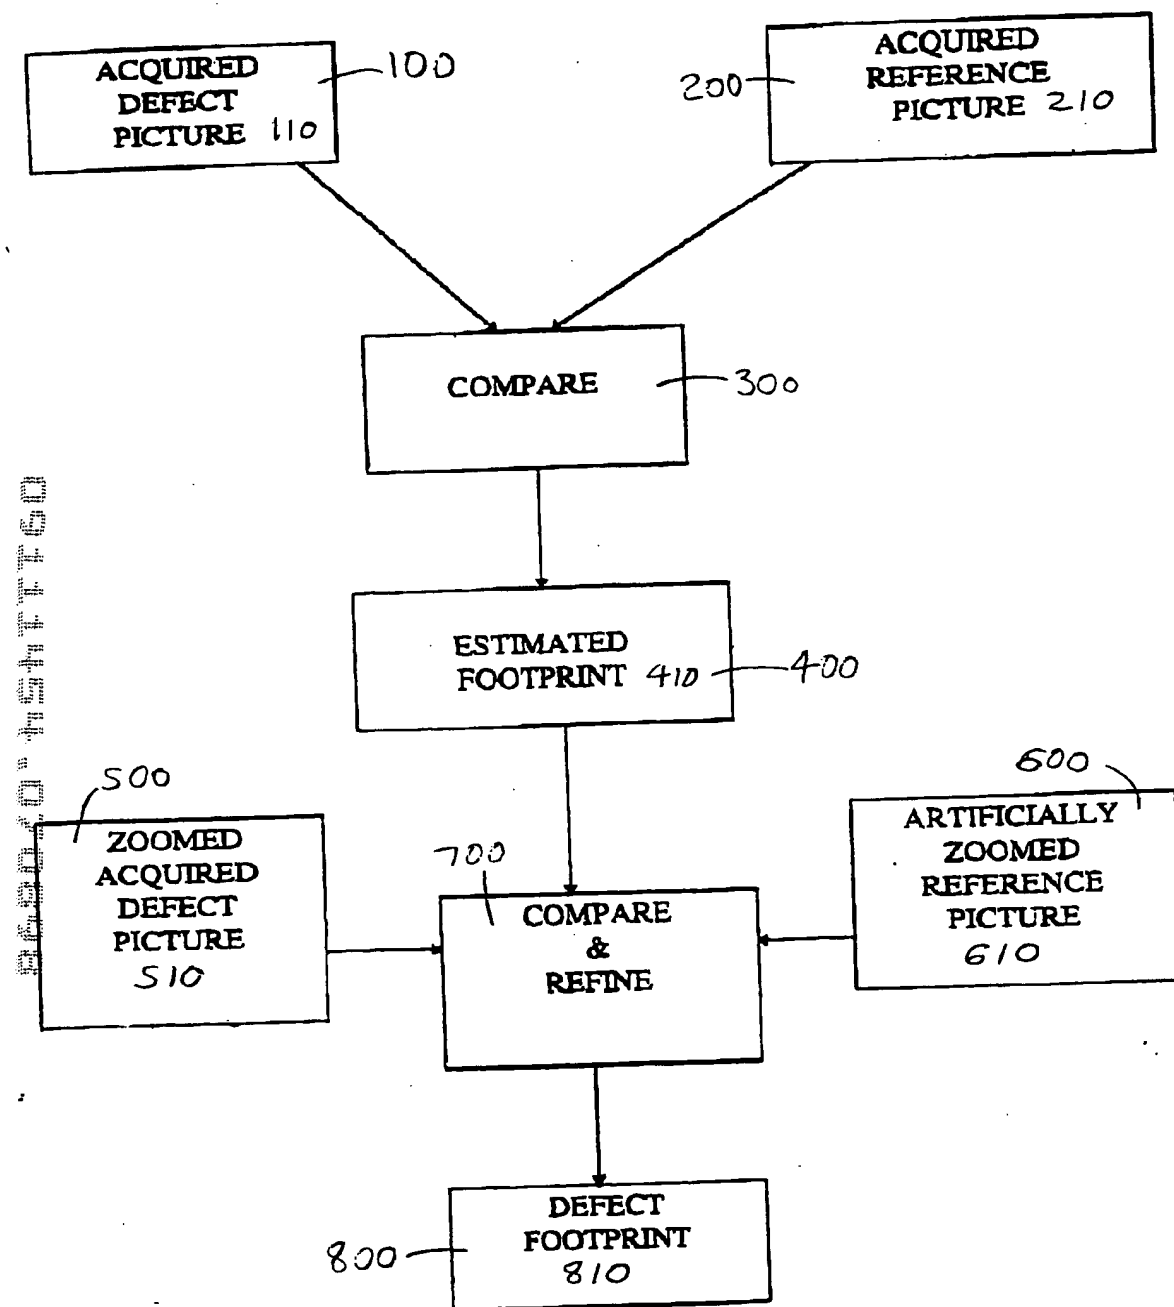 ACQUIRED
DEFECT
PICTURE 110
100
200
ACQUIRED
REFERENCE
PICTURE 210
COMPARE
300
ESTIMATED
FOOTPRINT 410
400
500
ZOOMED
ACQUIRED
DEFECT
PICTURE
510
700
COMPARE
&
REFINE
600
ARTIFICIALLY
ZOOMED
REFERENCE
PICTURE
610
800
DEFECT
FOOTPRINT
810